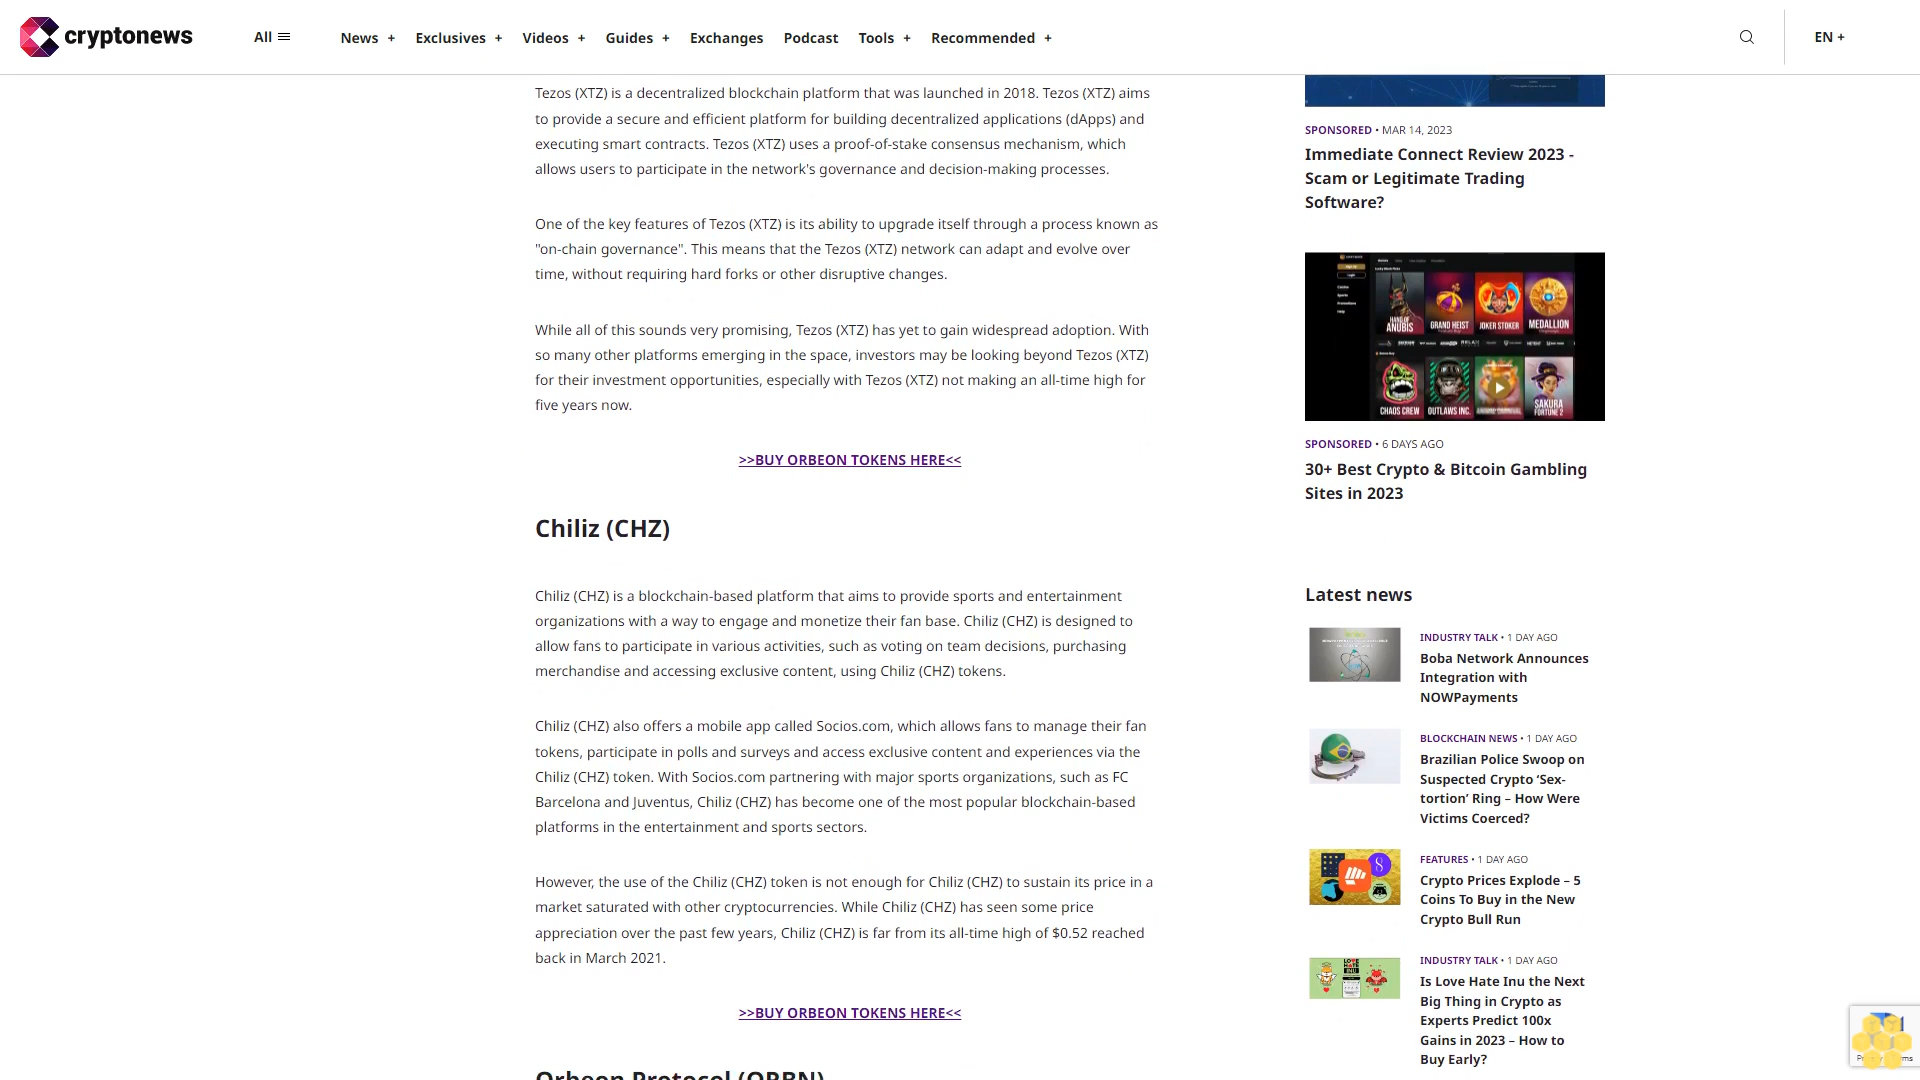 cryptonews
All
News +
Exclusives +
Videos +
Guides +
Exchanges
Podcast
Tools +
Recommended +
EN +
Tezos (XTZ) is a decentralized blockchain platform that was launched in 2018. Tezos (XTZ) aims
to provide a secure and efficient platform for building decentralized applications (dApps) and
executing smart contracts. Tezos (XTZ) uses a proof-of-stake consensus mechanism, which
allows users to participate in the network's governance and decision-making processes.
One of the key features of Tezos (XTZ) is its ability to upgrade itself through a process known as
"on-chain governance". This means that the Tezos (XTZ) network can adapt and evolve over
time, without requiring hard forks or other disruptive changes.
While all of this sounds very promising, Tezos (XTZ) has yet to gain widespread adoption. With
so many other platforms emerging in the space, investors may be looking beyond Tezos (XTZ)
for their investment opportunities, especially with Tezos (XTZ) not making an all-time high for
five years now.
>>BUY ORBEON TOKENS HERE<<
Chiliz (CHZ)
Chiliz (CHZ) is a blockchain-based platform that aims to provide sports and entertainment
organizations with a way to engage and monetize their fan base. Chiliz (CHZ) is designed to
allow fans to participate in various activities, such as voting on team decisions, purchasing
merchandise and accessing exclusive content, using Chiliz (CHZ) tokens.
Chiliz (CHZ) also offers a mobile app called Socios.com, which allows fans to manage their fan
tokens, participate in polls and surveys and access exclusive content and experiences via the
Chiliz (CHZ) token. With Socios.com partnering with major sports organizations, such as FC
Barcelona and Juventus, Chiliz (CHZ) has become one of the most popular blockchain-based
platforms in the entertainment and sports sectors.
However, the use of the Chiliz (CHZ) token is not enough for Chiliz (CHZ) to sustain its price in a
market saturated with other cryptocurrencies. While Chiliz (CHZ) has seen some price
appreciation over the past few years, Chiliz (CHZ) is far from its all-time high of $0.52 reached
back in March 2021.
>>BUY ORBEON TOKENS HERE<<
Orbeon Protocol (ORBN)
SPONSORED • MAR 14, 2023
Immediate Connect Review 2023 -
Scam or Legitimate Trading
Software?
HAND OF
ANUBIS
GRAND HEIST
JOKER STOKER
MEDALLION
CHAOS CREW
OUTLAWS INC.
SAKURA
FORTUNE 2
SPONSORED • 6 DAYS AGO
30+ Best Crypto & Bitcoin Gambling
Sites in 2023
Latest news
INDUSTRY TALK • 1 DAY AGO
Boba Network Announces
Integration with
NOWPayments
BLOCKCHAIN NEWS • 1 DAY AGO
Brazilian Police Swoop on
Suspected Crypto ‘Sex-
tortion’ Ring – How Were
Victims Coerced?
FEATURES • 1 DAY AGO
Crypto Prices Explode – 5
Coins To Buy in the New
Crypto Bull Run
LOVE
HATE
INU
INDUSTRY TALK • 1 DAY AGO
Is Love Hate Inu the Next
Big Thing in Crypto as
Experts Predict 100x
Gains in 2023 – How to
Buy Early?